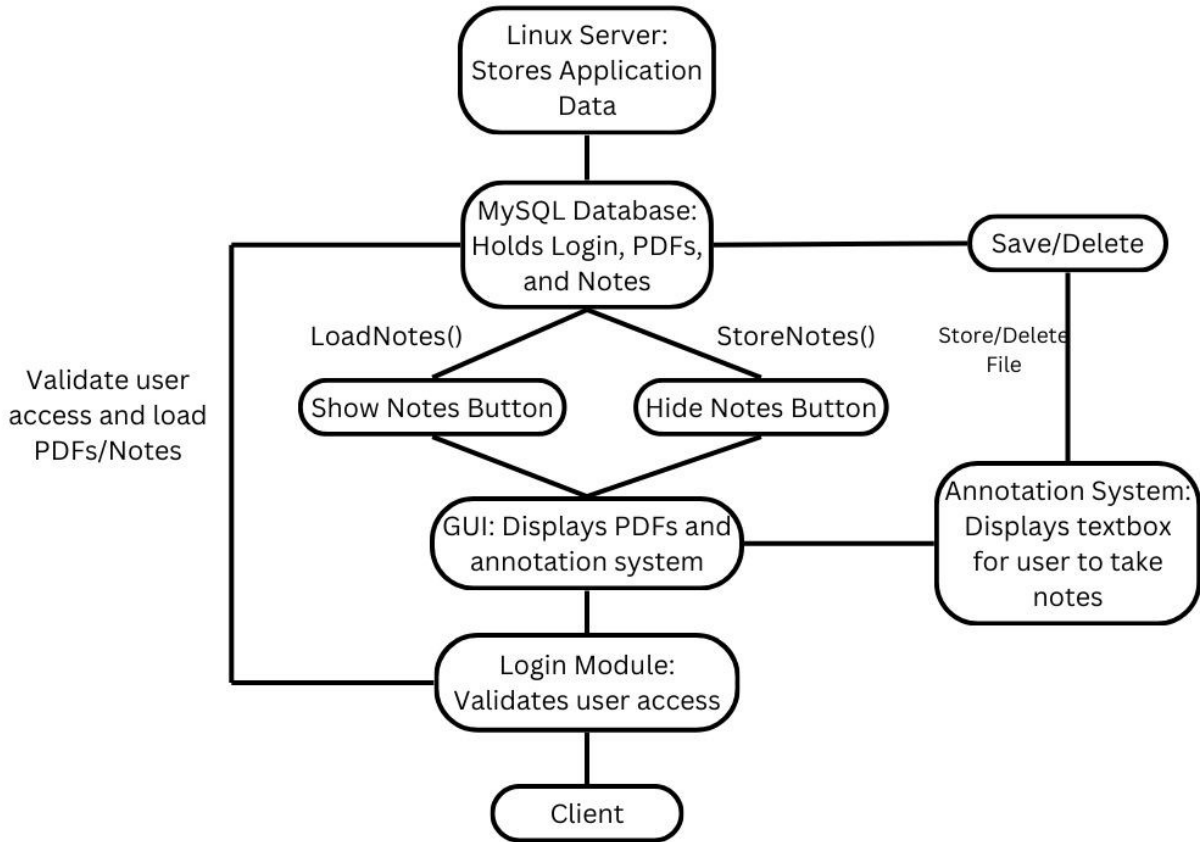 Linux Server:
Stores Application
Data
MySQL Database:
Holds Login, PDFs,
and Notes
Save/Delete
LoadNotes()
StoreNotes()
Store/Delete
File
Validate user
access and load
PDFs/Notes
Show Notes Button
Hide Notes Button
GUI: Displays PDFs and
annotation system
Annotation System:
Displays textbox
for user to take
notes
Login Module:
Validates user access
Client